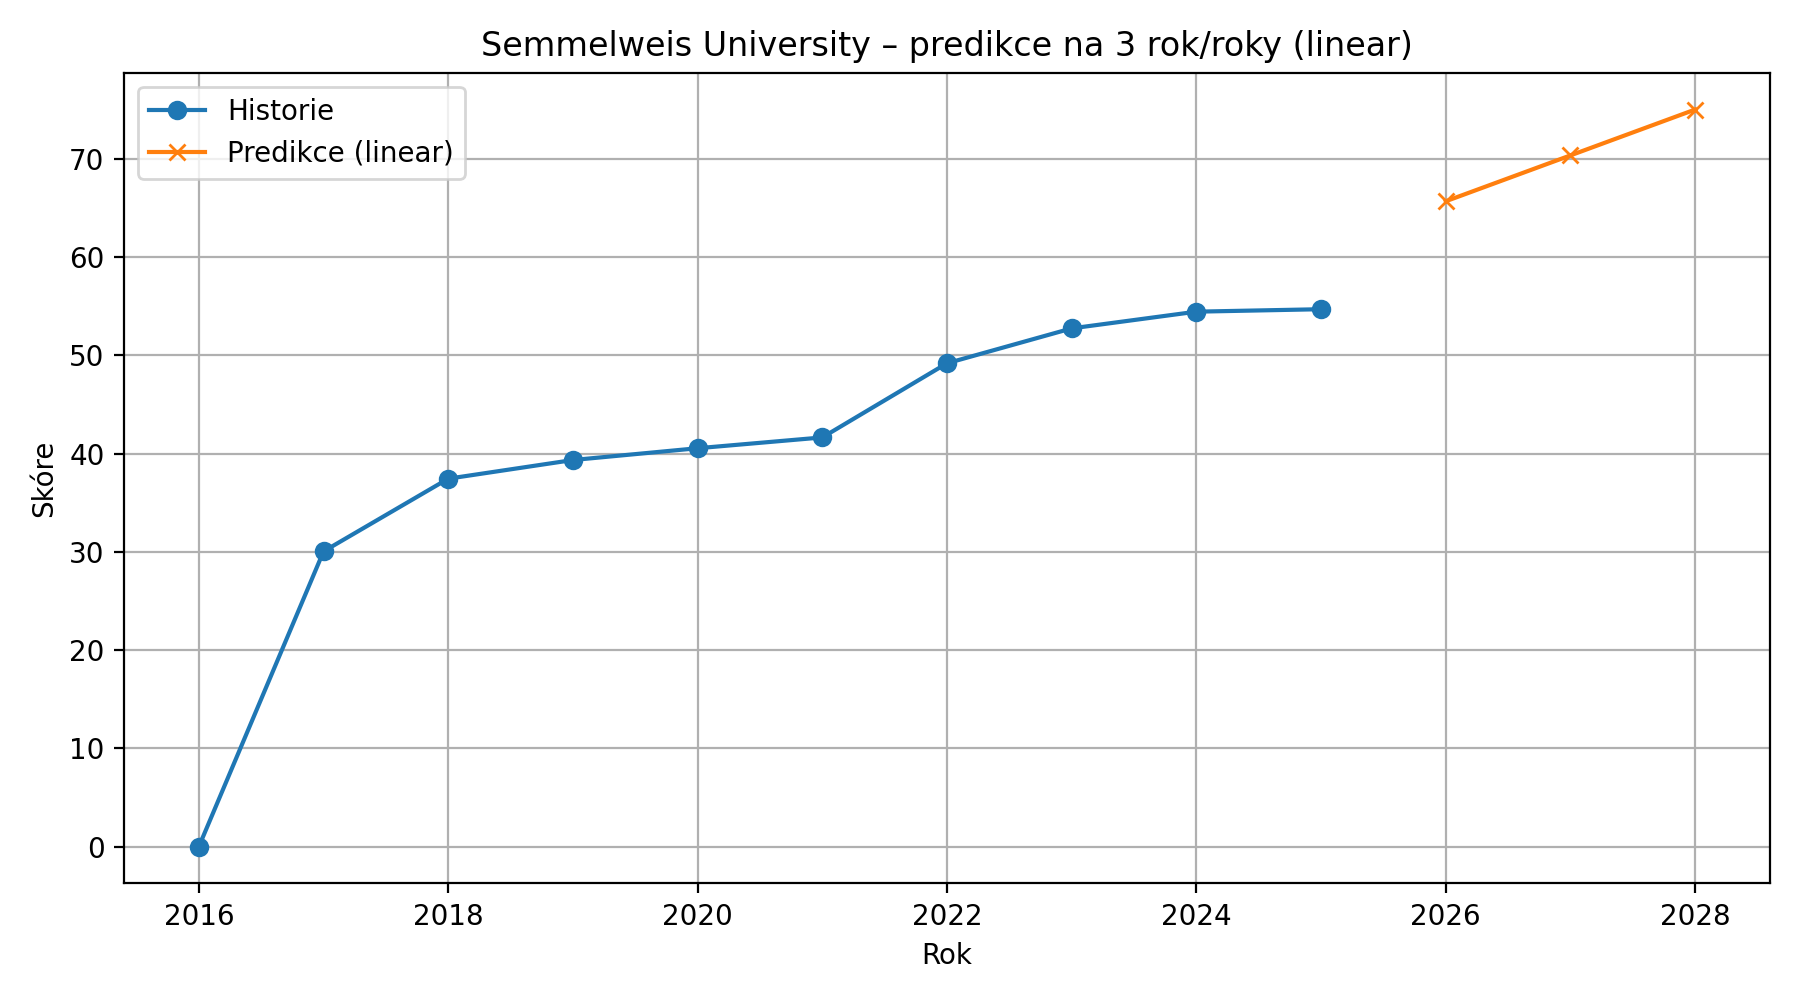 Semmelweis University – predikce na 3 rok/roky (linear)
Historie
Predikce (linear)
Skóre
70
60
50
40
30
20
10
0
2016 2018 2020 2022 2024 2026 2028
Rok